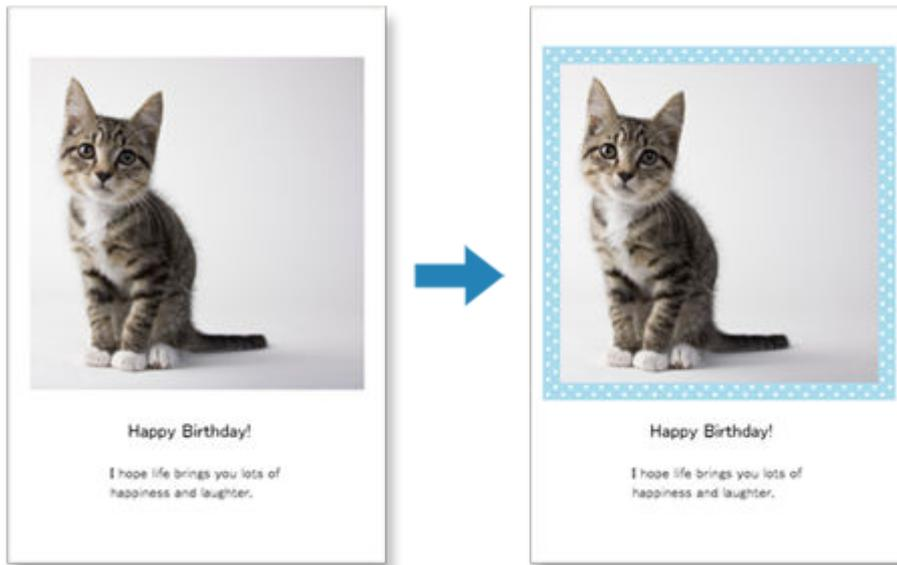 Happy Birthday!
I hope life brings you lots of
happiness and laughter.
Happy Birthday!
I hope life brings you lots of
happiness and laughter.